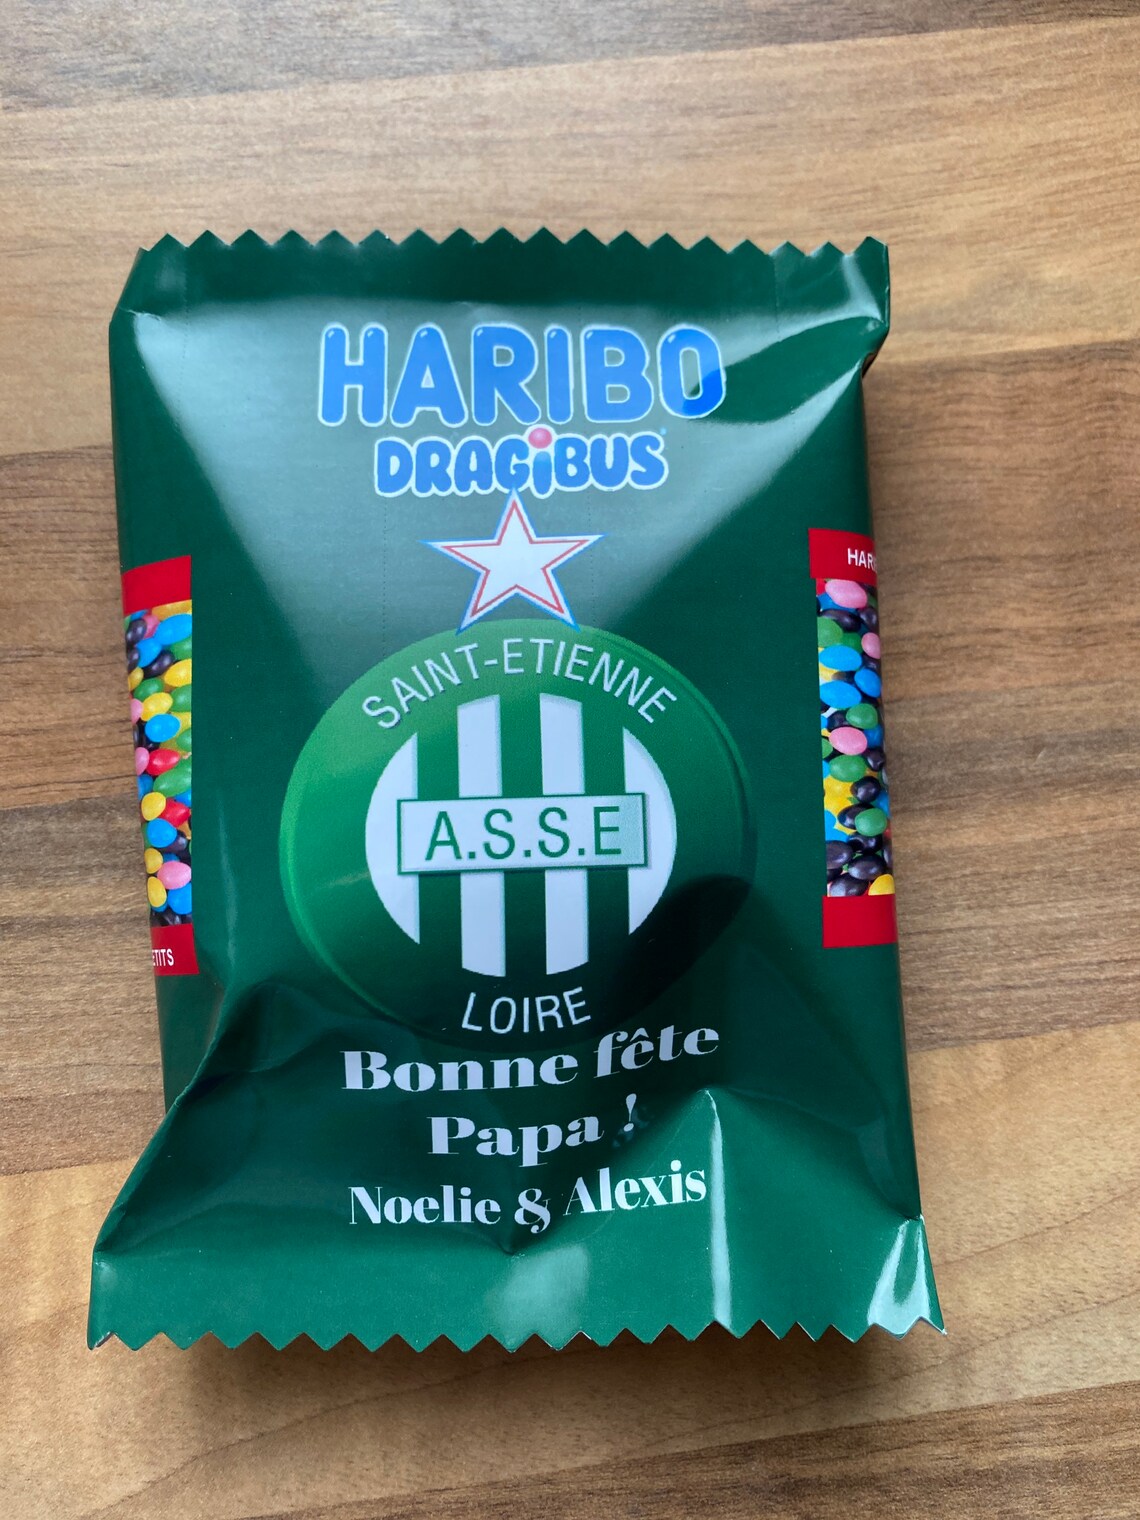 HARIBO
DRAGiBUS
SAINT-ETIENNE
A.S.S.E
LOIRE
Bonne fête
Papa !
Noelie & Alexis